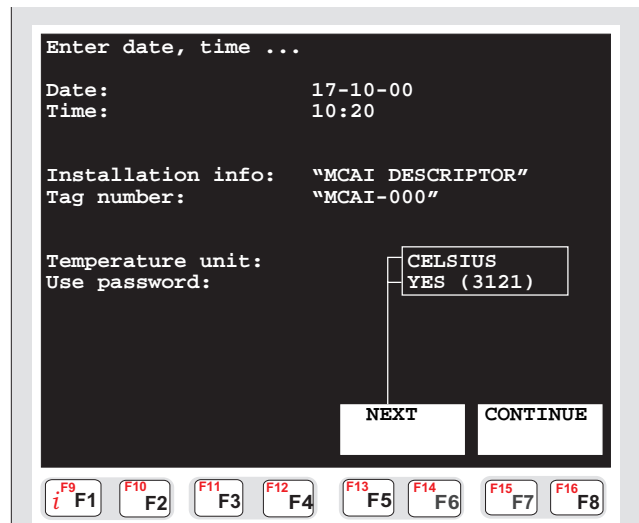 Enter date, time ...
Date: 17-10-00
Time: 10:20
Installation info: “MCAI DESCRIPTOR”
Tag number: “MCAI-000”
Temperature unit: CELSIUS
Use password: YES (3121)
NEXT CONTINUE
F9 F10 F11 F12 F13 F14 F15 F16
i F1 F2 F3 F4 F5 F6 F7 F8